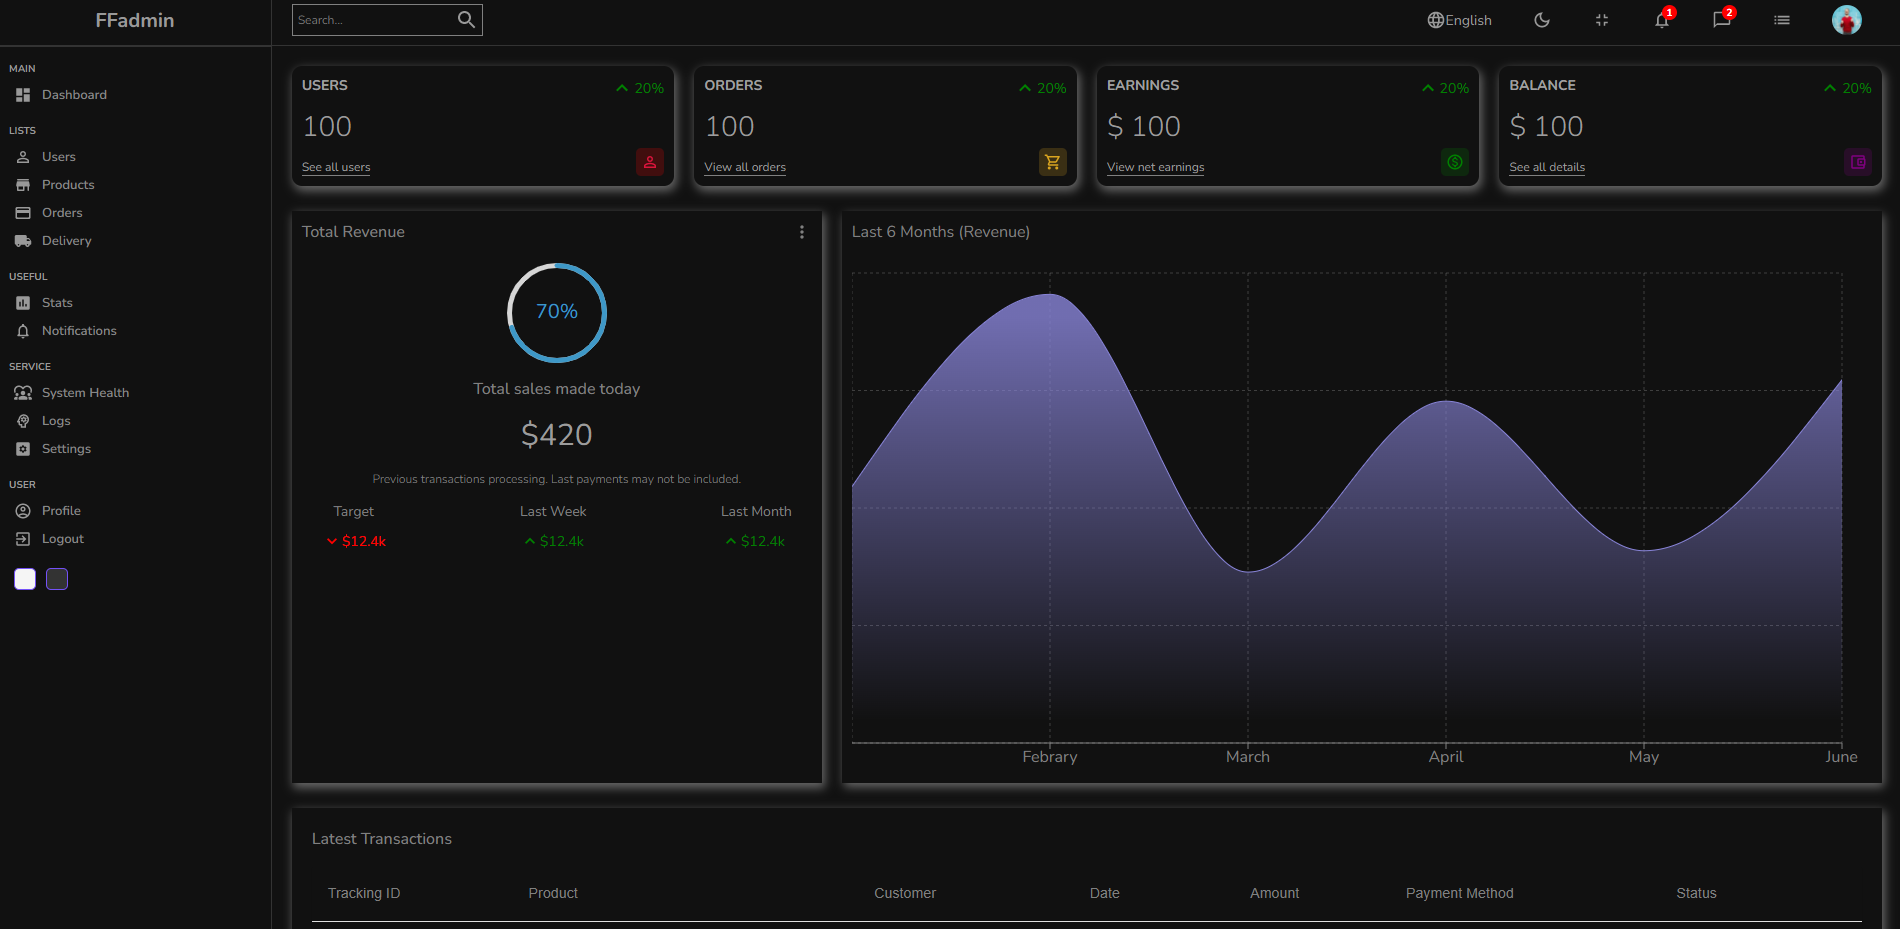 FFadmin
Search...
English
1
2
MAIN
Dashboard
LISTS
Users
Products
Orders
Delivery
USEFUL
Stats
Notifications
SERVICE
System Health
Logs
Settings
USER
Profile
Logout
USERS
20%
100
See all users
ORDERS
20%
100
View all orders
EARNINGS
20%
$ 100
View net earnings
BALANCE
20%
$ 100
See all details
Total Revenue
70%
Total sales made today
$420
Previous transactions processing. Last payments may not be included.
Target
Last Week
Last Month
$12.4k
$12.4k
$12.4k
Last 6 Months (Revenue)
Febrary
March
April
May
June
Latest Transactions
Tracking ID
Product
Customer
Date
Amount
Payment Method
Status